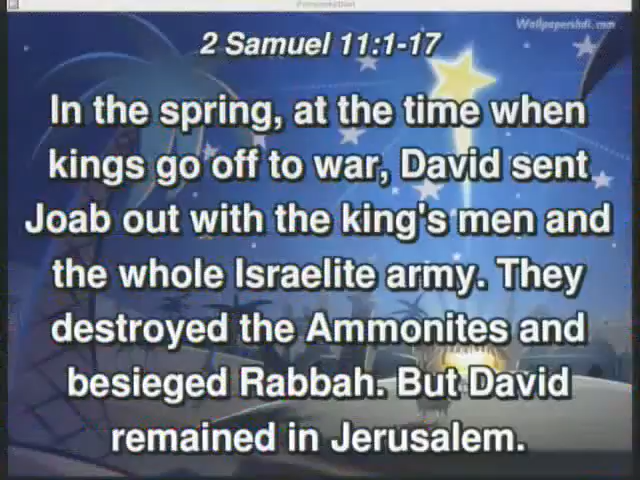 Wallpapershdi.com
2 Samuel 11:1-17
In the spring, at the time when
kings go off to war, David sent
Joab out with the king's men and
the whole Israelite army. They
destroyed the Ammonites and
besieged Rabbah. But David
remained in Jerusalem.